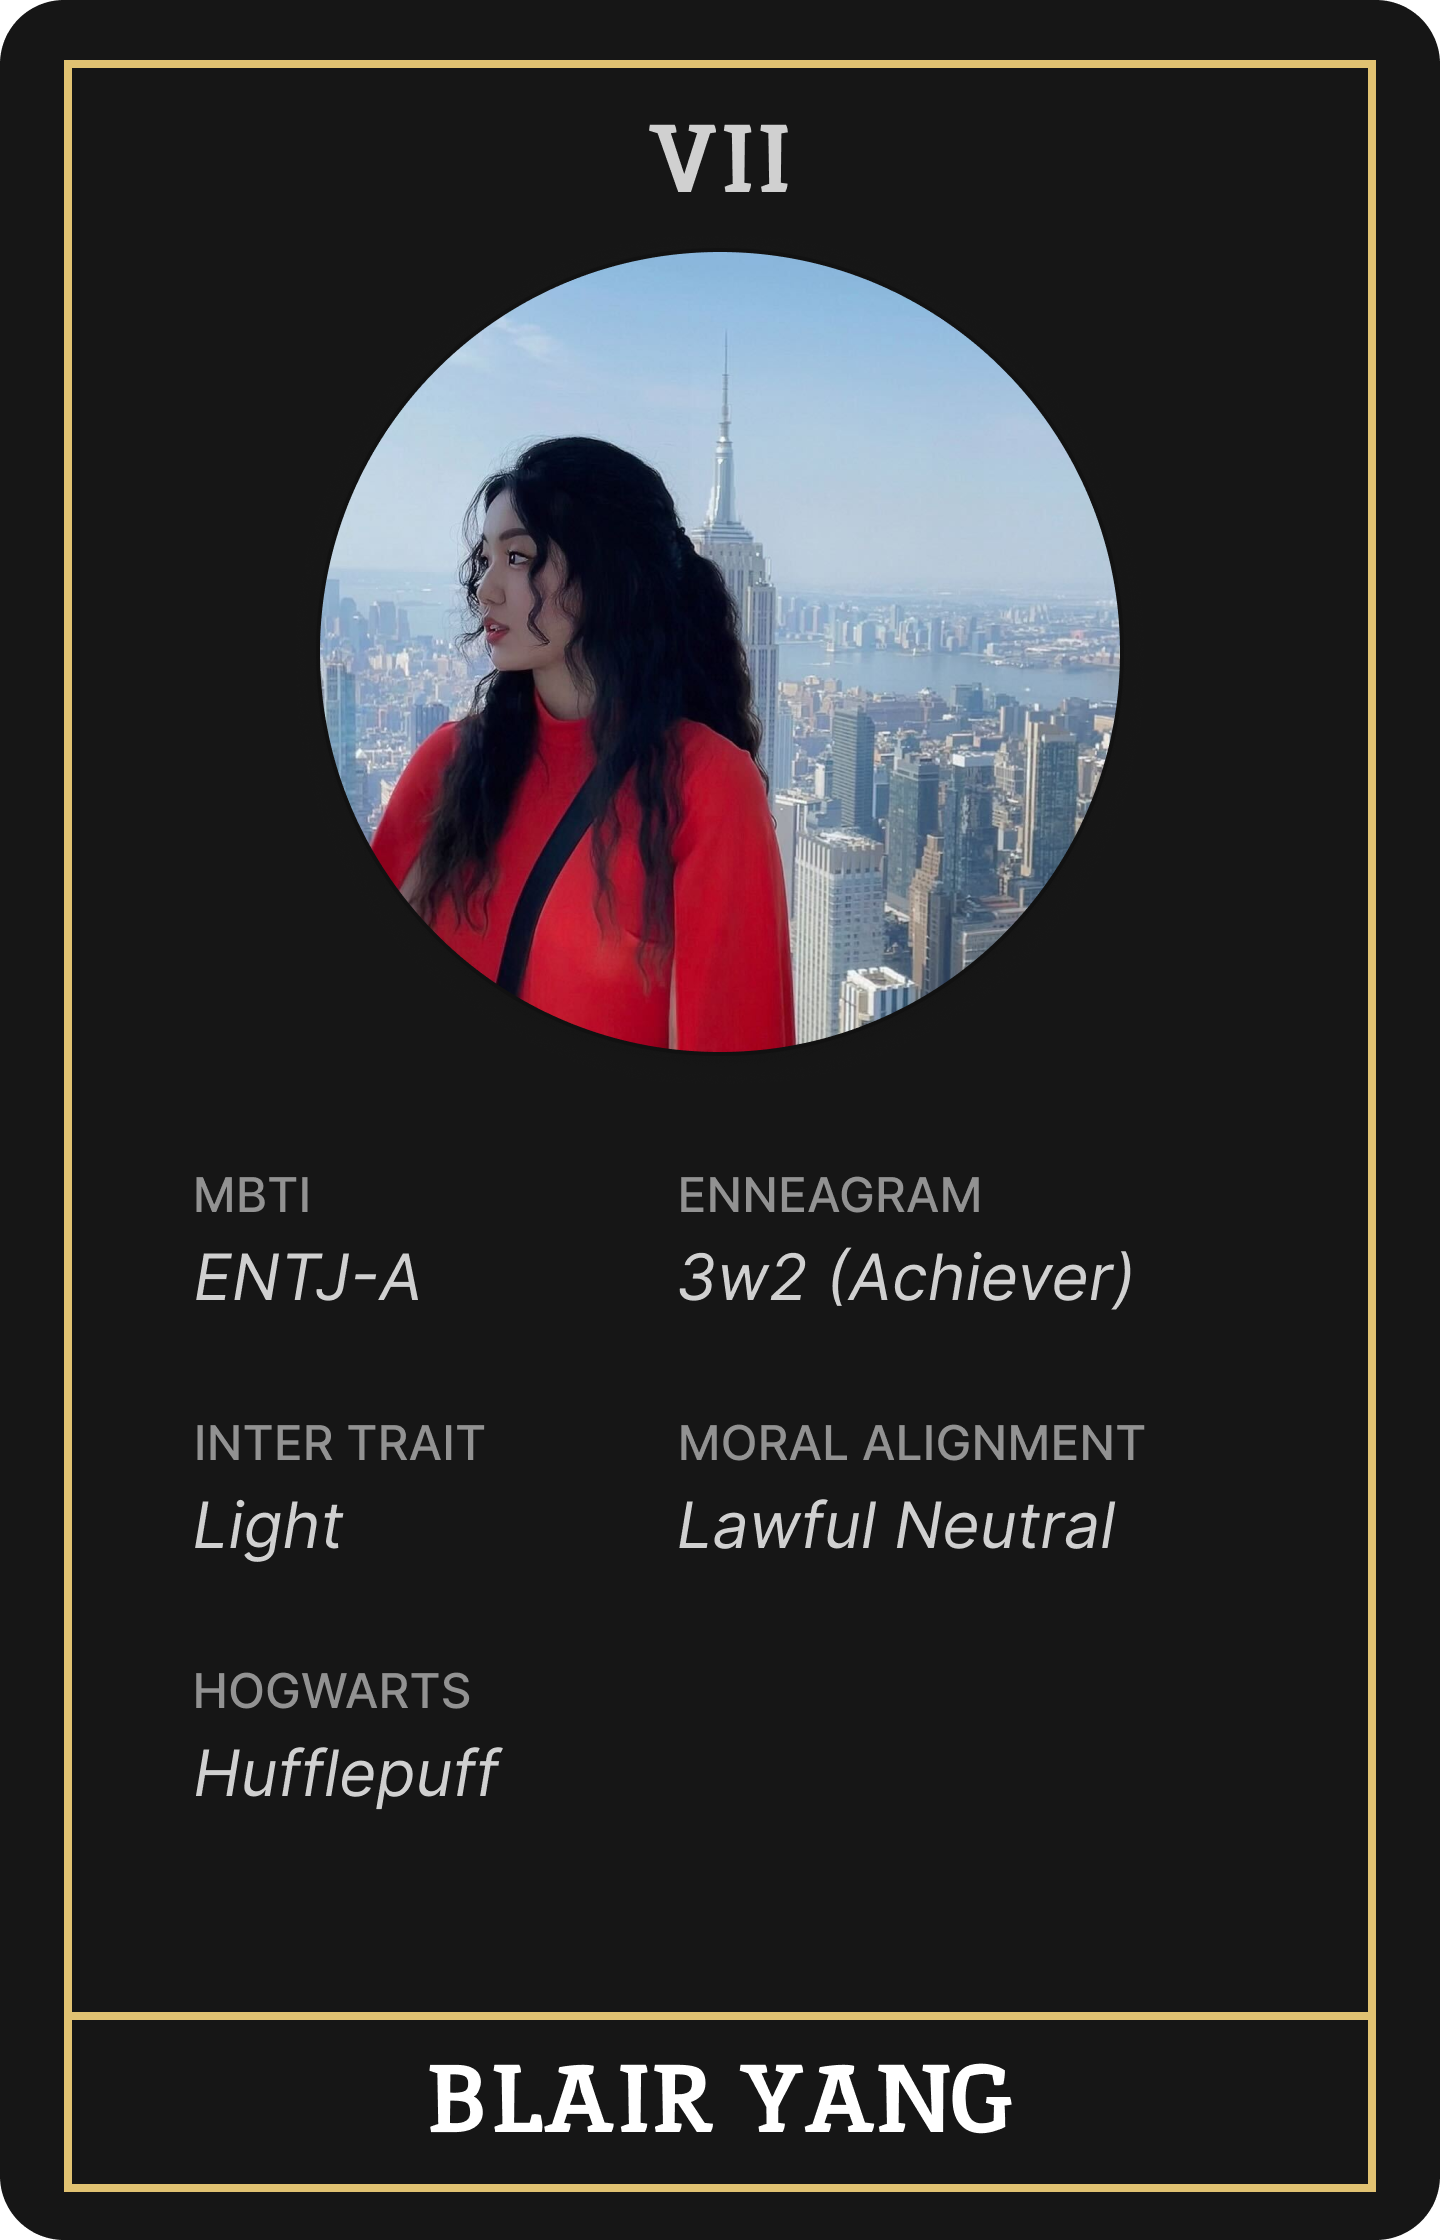 VII
MBTI
ENTJ-A
ENNEAGRAM
3w2 (Achiever)
INTER TRAIT
Light
MORAL ALIGNMENT
Lawful Neutral
HOGWARTS
Hufflepuff
BLAIR YANG